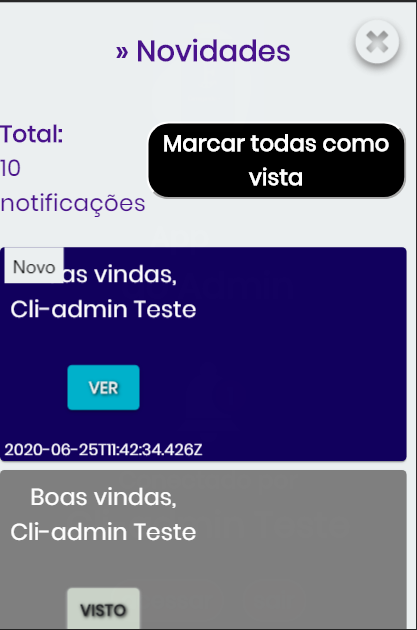 » Novidades
Total:
10
notificações
Marcar todas como
vista
Novo
as vindas,
Cli-admin Teste
VER
2020-06-25T11:42:34.426Z
Boas vindas,
Cli-admin Teste
VISTO